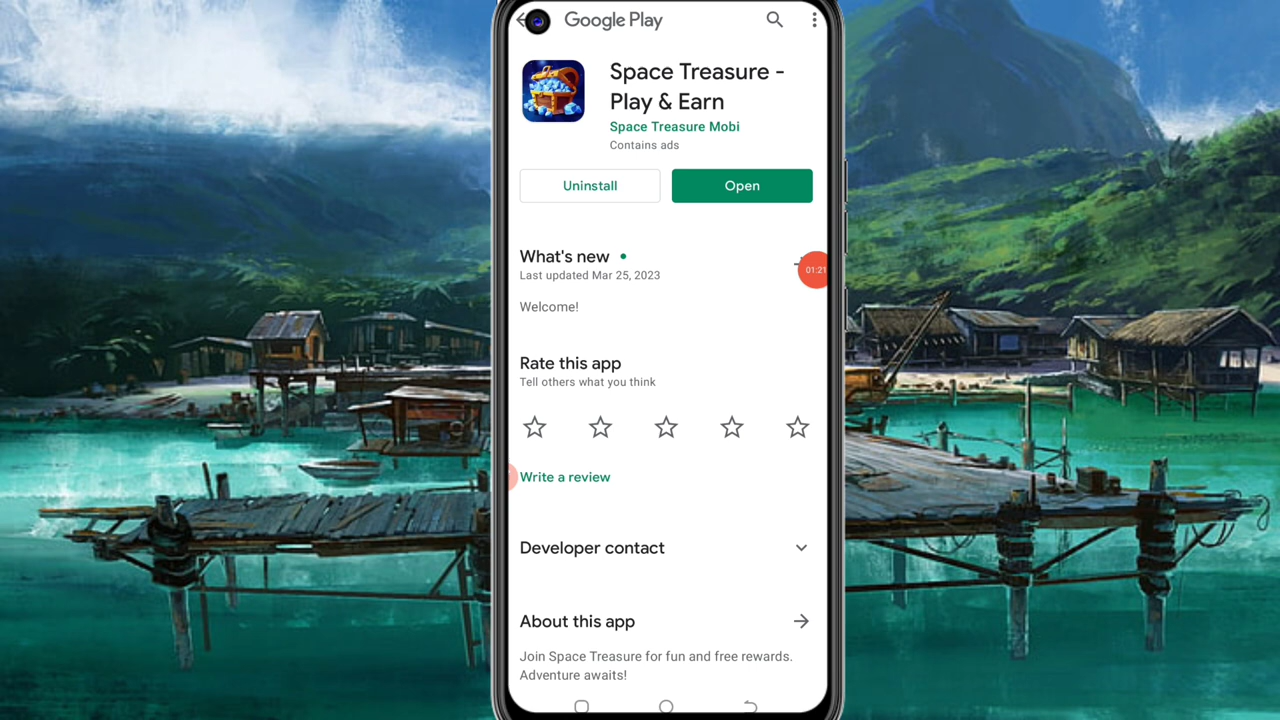 Google Play
Space Treasure -
Play & Earn
Space Treasure Mobi
Contains ads
Uninstall
Open
What's new
Last updated Mar 25, 2023
01:21
Welcome!
Rate this app
Tell others what you think
Write a review
Developer contact
About this app
Join Space Treasure for fun and free rewards.
Adventure awaits!